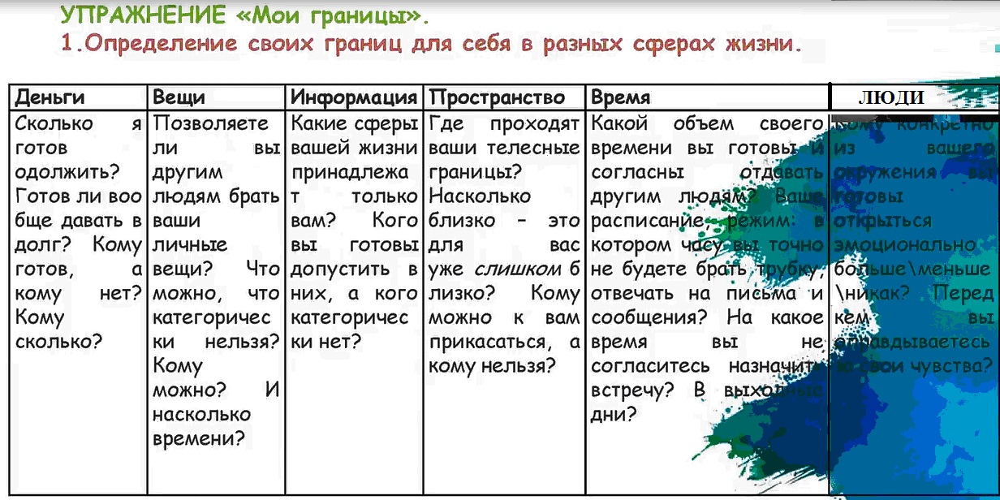 УПРАЖНЕНИЕ «Мои границы».
1.Определение своих границ для себя в разных сферах жизни.
Деньги
Сколько я
готов
одолжить?
Готов ли воо
бще давать в
долг? Кому
готов, а
кому нет?
Кому
сколько?
Вещи
Позволяете
ли вы
другим
людям брать
ваши
личные
вещи? Что
можно, что
категоричес
ки нельзя?
Кому
можно? И
насколько
времени?
Информация
Какие сферы
вашей жизни
принадлежа
т только
вам? Кого
вы готовы
допустить в
них, а кого
категоричес
ки нет?
Пространство
Где проходят
ваши телесные
границы?
Насколько
близко – это
для вас
уже слишком б
лизко? Кому
можно к вам
прикасаться, а
кому нельзя?
Время
Какой объем своего
времени вы готовы и
согласны отдавать
другим людям? Ваше
расписание, режим: в
котором часу вы точно
не будете брать трубку,
отвечать на письма и
сообщения? На какое
время вы не
согласитесь назначить
встречу? В выходные
дни?
ЛЮДИ
Кому конкретно
из вашего
окружения вы
готовы
открыться
эмоционально
больше\меньше
\никак? Перед
кем вы
оправдываетесь
за свои чувства?